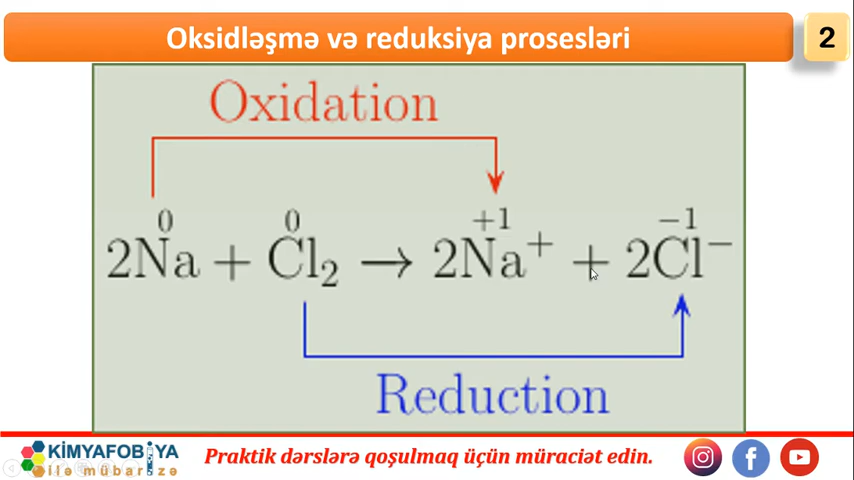 Oksidləşmə və reduksiya prosesləri
2
Oxidation
0 0 +1 −1
2Na + Cl₂ → 2Na⁺ + 2Cl⁻
Reduction
KİMYAFOBİYA
ilə mübarizə
Praktik dərslərə qoşulmaq üçün müraciət edin.